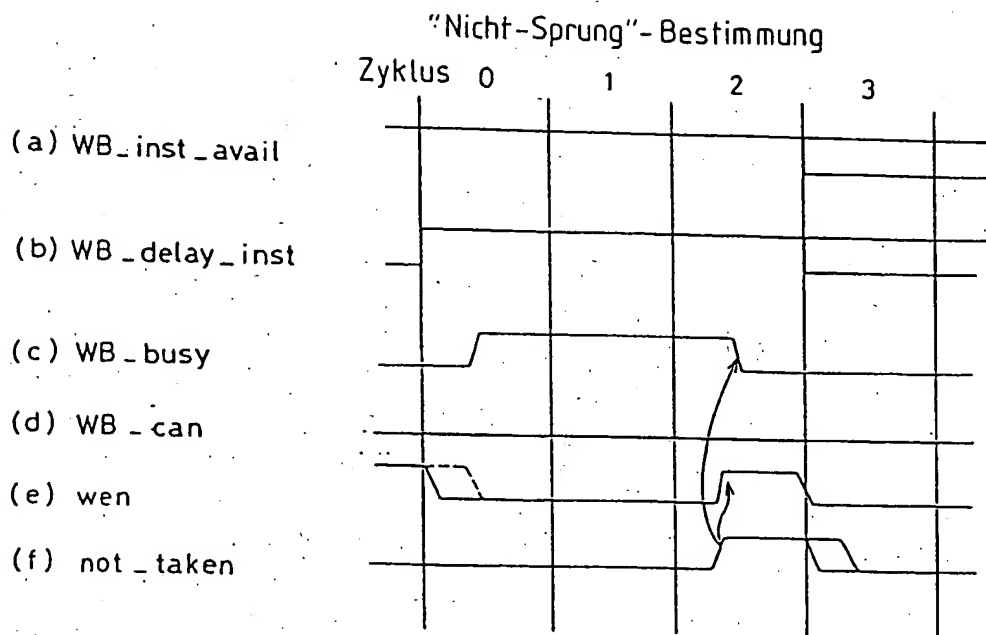 "Nicht-Sprung"-Bestimmung
Zyklus 0 1 2 3
(a) WB_inst_avail
(b) WB_delay_inst
(c) WB_busy
(d) WB_can
(e) wen
(f) not_taken